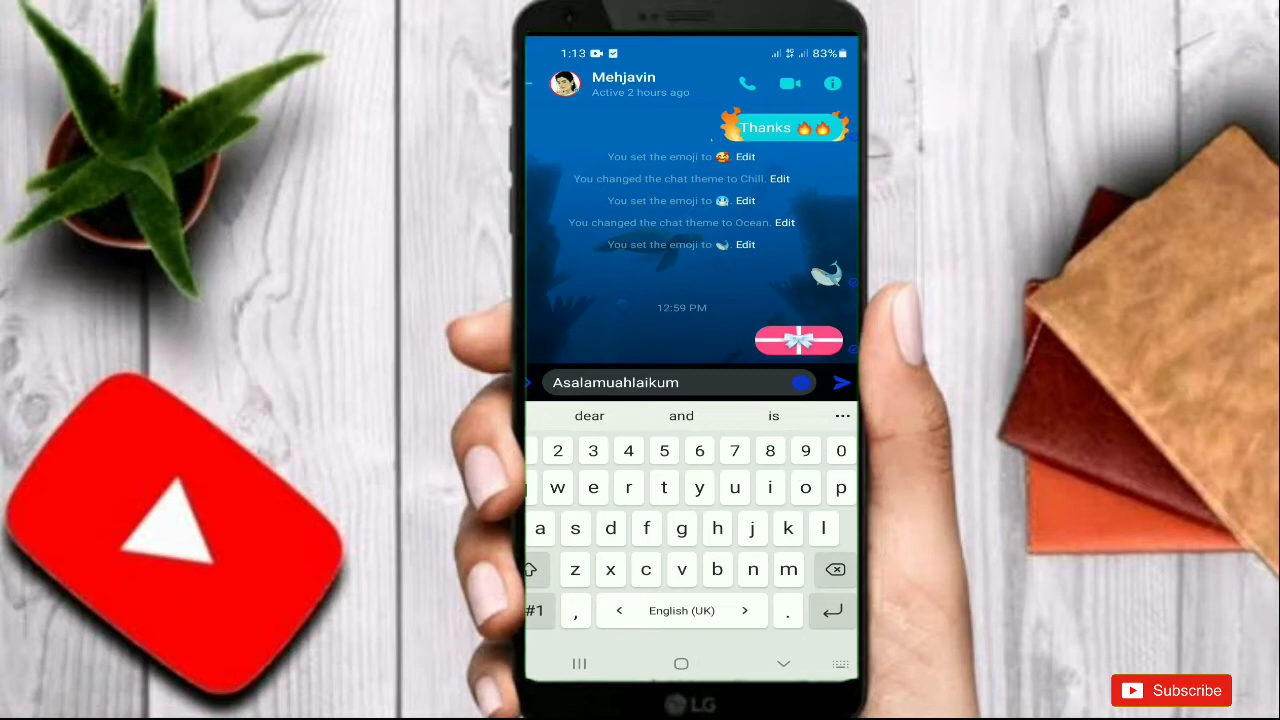 1:13 83%
Mehjavin
Active 2 hours ago
Thanks 🔥🔥
You set the emoji to 🥰. Edit
You changed the chat theme to Chill. Edit
You set the emoji to 🥶. Edit
You changed the chat theme to Ocean. Edit
You set the emoji to 🐋. Edit
12:59 PM
Asalamuahlaikum
dear and is ...
2 3 4 5 6 7 8 9 0
w e r t y u i o p
a s d f g h j k l
z x c v b n m
#1 , < English (UK) > .
LG
Subscribe